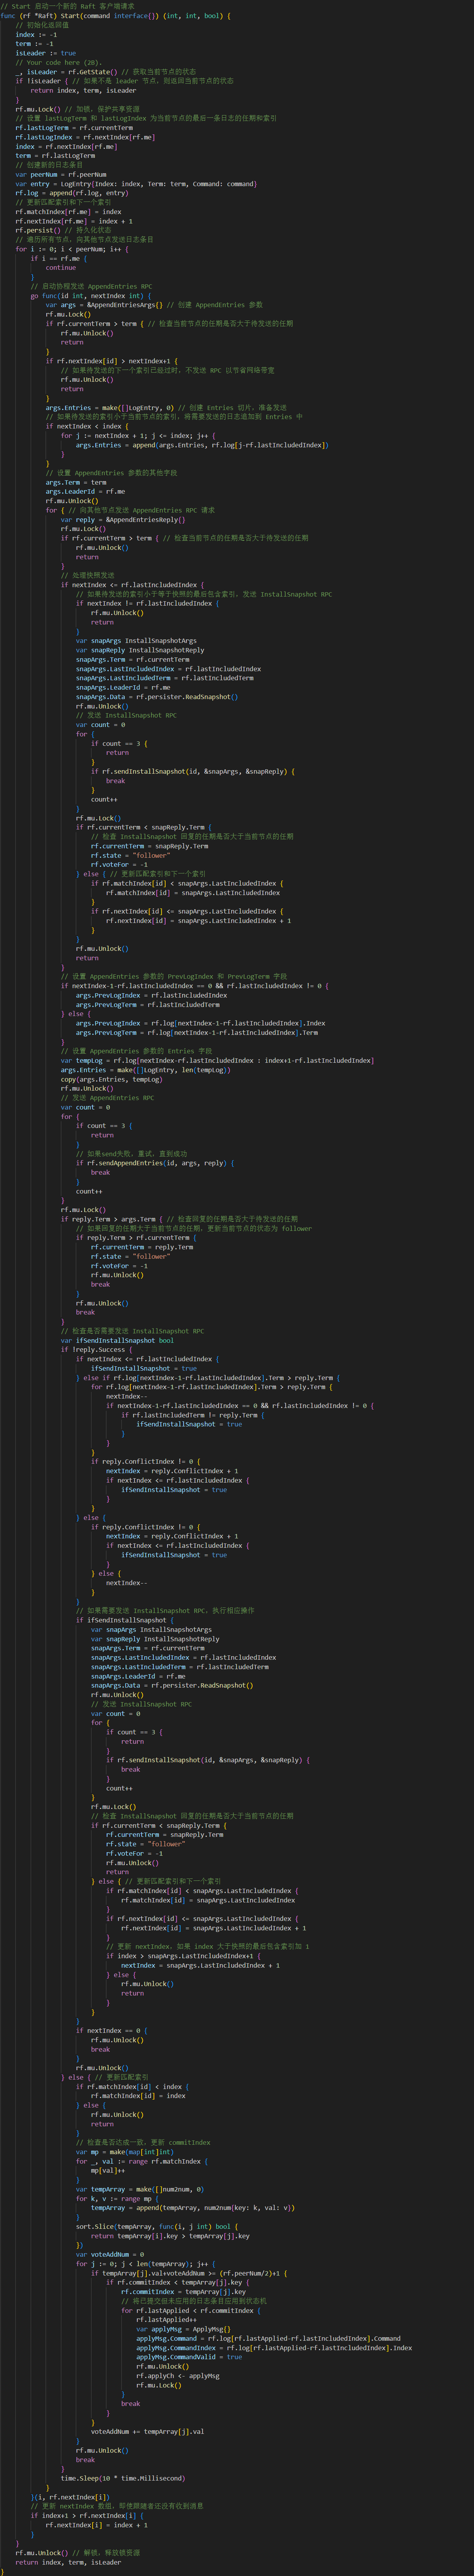 // Start 启动一个新的 Raft 客户端请求
func (rf *Raft) Start(command interface{}) (int, int, bool) {
    // 初始化返回值
    index := -1
    term := -1
    isLeader := true
    // Your code here (2B).
    _, isLeader = rf.GetState() // 获取当前节点的状态
    if !isLeader { // 如果不是 leader 节点，则返回当前节点的状态
        return index, term, isLeader
    }
    rf.mu.Lock() // 加锁，保护共享资源
    // 设置 lastLogTerm 和 lastLogIndex 为当前节点的最后一条日志的任期和索引
    rf.lastLogTerm = rf.currentTerm
    rf.lastLogIndex = rf.nextIndex[rf.me]
    index = rf.nextIndex[rf.me]
    term = rf.lastLogTerm
    // 创建新的日志条目
    var peerNum = rf.peerNum
    var entry = LogEntry{Index: index, Term: term, Command: command}
    rf.log = append(rf.log, entry)
    // 更新匹配索引和下一个索引
    rf.matchIndex[rf.me] = index
    rf.nextIndex[rf.me] = index + 1
    rf.persist() // 持久化状态
    // 遍历所有节点，向其他节点发送日志条目
    for i := 0; i < peerNum; i++ {
        if i == rf.me {
            continue
        }
        // 启动协程发送 AppendEntries RPC
        go func(id int, nextIndex int) {
            var args = &AppendEntriesArgs{} // 创建 AppendEntries 参数
            rf.mu.Lock()
            if rf.currentTerm > term { // 检查当前节点的任期是否大于待发送的任期
                rf.mu.Unlock()
                return
            }
            if rf.nextIndex[id] > nextIndex+1 {
                // 如果待发送的下一个索引已经过时，不发送 RPC 以节省网络带宽
                rf.mu.Unlock()
                return
            }
            args.Entries = make([]LogEntry, 0) // 创建 Entries 切片，准备发送
            // 如果待发送的索引小于当前节点的索引，将需要发送的日志追加到 Entries 中
            if nextIndex < index {
                for j := nextIndex + 1; j <= index; j++ {
                    args.Entries = append(args.Entries, rf.log[j-rf.lastIncludedIndex])
                }
            }
            // 设置 AppendEntries 参数的其他字段
            args.Term = term
            args.LeaderId = rf.me
            rf.mu.Unlock()
            for { // 向其他节点发送 AppendEntries RPC 请求
                var reply = &AppendEntriesReply{}
                rf.mu.Lock()
                if rf.currentTerm > term { // 检查当前节点的任期是否大于待发送的任期
                    rf.mu.Unlock()
                    return
                }
                // 处理快照发送
                if nextIndex <= rf.lastIncludedIndex {
                    // 如果待发送的索引小于等于快照的最后包含索引，发送 InstallSnapshot RPC
                    if nextIndex != rf.lastIncludedIndex {
                        rf.mu.Unlock()
                        return
                    }
                    var snapArgs InstallSnapshotArgs
                    var snapReply InstallSnapshotReply
                    snapArgs.Term = rf.currentTerm
                    snapArgs.LastIncludedIndex = rf.lastIncludedIndex
                    snapArgs.LastIncludedTerm = rf.lastIncludedTerm
                    snapArgs.LeaderId = rf.me
                    snapArgs.Data = rf.persister.ReadSnapshot()
                    rf.mu.Unlock()
                    // 发送 InstallSnapshot RPC
                    var count = 0
                    for {
                        if count == 3 {
                            return
                        }
                        if rf.sendInstallSnapshot(id, &snapArgs, &snapReply) {
                            break
                        }
                        count++
                    }
                    rf.mu.Lock()
                    if rf.currentTerm < snapReply.Term {
                        // 检查 InstallSnapshot 回复的任期是否大于当前节点的任期
                        rf.currentTerm = snapReply.Term
                        rf.state = "follower"
                        rf.voteFor = -1
                    } else { // 更新匹配索引和下一个索引
                        if rf.matchIndex[id] < snapArgs.LastIncludedIndex {
                            rf.matchIndex[id] = snapArgs.LastIncludedIndex
                        }
                        if rf.nextIndex[id] <= snapArgs.LastIncludedIndex {
                            rf.nextIndex[id] = snapArgs.LastIncludedIndex + 1
                        }
                    }
                    rf.mu.Unlock()
                    return
                }
                // 设置 AppendEntries 参数的 PrevLogIndex 和 PrevLogTerm 字段
                if nextIndex-1-rf.lastIncludedIndex == 0 && rf.lastIncludedIndex != 0 {
                    args.PrevLogIndex = rf.lastIncludedIndex
                    args.PrevLogTerm = rf.lastIncludedTerm
                } else {
                    args.PrevLogIndex = rf.log[nextIndex-1-rf.lastIncludedIndex].Index
                    args.PrevLogTerm = rf.log[nextIndex-1-rf.lastIncludedIndex].Term
                }
                // 设置 AppendEntries 参数的 Entries 字段
                var tempLog = rf.log[nextIndex-rf.lastIncludedIndex : index+1-rf.lastIncludedIndex]
                args.Entries = make([]LogEntry, len(tempLog))
                copy(args.Entries, tempLog)
                rf.mu.Unlock()
                // 发送 AppendEntries RPC
                var count = 0
                for {
                    if count == 3 {
                        return
                    }
                    // 如果send失败，重试，直到成功
                    if rf.sendAppendEntries(id, args, reply) {
                        break
                    }
                    count++
                }
                rf.mu.Lock()
                if reply.Term > args.Term { // 检查回复的任期是否大于待发送的任期
                    // 如果回复的任期大于当前节点的任期，更新当前节点的状态为 follower
                    if reply.Term > rf.currentTerm {
                        rf.currentTerm = reply.Term
                        rf.state = "follower"
                        rf.voteFor = -1
                        rf.mu.Unlock()
                        break
                    }
                    rf.mu.Unlock()
                    break
                }
                // 检查是否需要发送 InstallSnapshot RPC
                var ifSendInstallSnapshot bool
                if !reply.Success {
                    if nextIndex <= rf.lastIncludedIndex {
                        ifSendInstallSnapshot = true
                    } else if rf.log[nextIndex-1-rf.lastIncludedIndex].Term > reply.Term {
                        for rf.log[nextIndex-1-rf.lastIncludedIndex].Term > reply.Term {
                            nextIndex--
                            if nextIndex-1-rf.lastIncludedIndex == 0 && rf.lastIncludedIndex != 0 {
                                if rf.lastIncludedTerm != reply.Term {
                                    ifSendInstallSnapshot = true
                                }
                            }
                        }
                        if reply.ConflictIndex != 0 {
                            nextIndex = reply.ConflictIndex + 1
                            if nextIndex <= rf.lastIncludedIndex {
                                ifSendInstallSnapshot = true
                            }
                        }
                    } else {
                        if reply.ConflictIndex != 0 {
                            nextIndex = reply.ConflictIndex + 1
                            if nextIndex <= rf.lastIncludedIndex {
                                ifSendInstallSnapshot = true
                            }
                        } else {
                            nextIndex--
                        }
                    }
                    // 如果需要发送 InstallSnapshot RPC，执行相应操作
                    if ifSendInstallSnapshot {
                        var snapArgs InstallSnapshotArgs
                        var snapReply InstallSnapshotReply
                        snapArgs.Term = rf.currentTerm
                        snapArgs.LastIncludedIndex = rf.lastIncludedIndex
                        snapArgs.LastIncludedTerm = rf.lastIncludedTerm
                        snapArgs.LeaderId = rf.me
                        snapArgs.Data = rf.persister.ReadSnapshot()
                        rf.mu.Unlock()
                        // 发送 InstallSnapshot RPC
                        var count = 0
                        for {
                            if count == 3 {
                                return
                            }
                            if rf.sendInstallSnapshot(id, &snapArgs, &snapReply) {
                                break
                            }
                            count++
                        }
                        rf.mu.Lock()
                        // 检查 InstallSnapshot 回复的任期是否大于当前节点的任期
                        if rf.currentTerm < snapReply.Term {
                            rf.currentTerm = snapReply.Term
                            rf.state = "follower"
                            rf.voteFor = -1
                            rf.mu.Unlock()
                            return
                        } else { // 更新匹配索引和下一个索引
                            if rf.matchIndex[id] < snapArgs.LastIncludedIndex {
                                rf.matchIndex[id] = snapArgs.LastIncludedIndex
                            }
                            if rf.nextIndex[id] <= snapArgs.LastIncludedIndex {
                                rf.nextIndex[id] = snapArgs.LastIncludedIndex + 1
                            }
                            // 更新 nextIndex，如果 index 大于快照的最后包含索引加 1
                            if index > snapArgs.LastIncludedIndex+1 {
                                nextIndex = snapArgs.LastIncludedIndex + 1
                            } else {
                                rf.mu.Unlock()
                                return
                            }
                        }
                    }
                    if nextIndex == 0 {
                        rf.mu.Unlock()
                        break
                    }
                    rf.mu.Unlock()
                } else { // 更新匹配索引
                    if rf.matchIndex[id] < index {
                        rf.matchIndex[id] = index
                    } else {
                        rf.mu.Unlock()
                        return
                    }
                    // 检查是否达成一致，更新 commitIndex
                    var mp = make(map[int]int)
                    for _, val := range rf.matchIndex {
                        mp[val]++
                    }
                    var tempArray = make([]num2num, 0)
                    for k, v := range mp {
                        tempArray = append(tempArray, num2num{key: k, val: v})
                    }
                    sort.Slice(tempArray, func(i, j int) bool {
                        return tempArray[i].key > tempArray[j].key
                    })
                    var voteAddNum = 0
                    for j := 0; j < len(tempArray); j++ {
                        if tempArray[j].val+voteAddNum >= (rf.peerNum/2)+1 {
                            if rf.commitIndex < tempArray[j].key {
                                rf.commitIndex = tempArray[j].key
                                // 将已提交但未应用的日志条目应用到状态机
                                for rf.lastApplied < rf.commitIndex {
                                    rf.lastApplied++
                                    var applyMsg = ApplyMsg{}
                                    applyMsg.Command = rf.log[rf.lastApplied-rf.lastIncludedIndex].Command
                                    applyMsg.CommandIndex = rf.log[rf.lastApplied-rf.lastIncludedIndex].Index
                                    applyMsg.CommandValid = true
                                    rf.mu.Unlock()
                                    rf.applyCh <- applyMsg
                                    rf.mu.Lock()
                                }
                                break
                            }
                        }
                        voteAddNum += tempArray[j].val
                    }
                    rf.mu.Unlock()
                    break
                }
                time.Sleep(10 * time.Millisecond)
            }
        }(i, rf.nextIndex[i])
        // 更新 nextIndex 数组，即使跟随者还没有收到消息
        if index+1 > rf.nextIndex[i] {
            rf.nextIndex[i] = index + 1
        }
    }
    rf.mu.Unlock() // 解锁，释放锁资源
    return index, term, isLeader
}